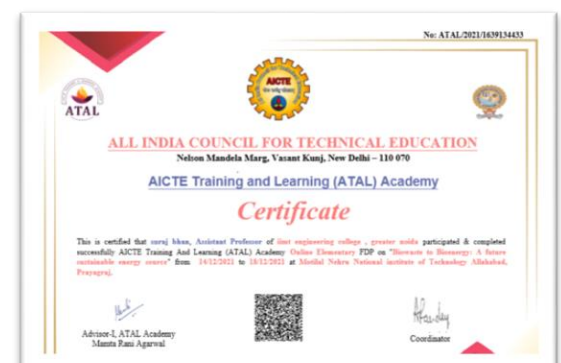 No: ATAL/2021/1639134433
ATAL
AICTE
ALL INDIA COUNCIL FOR TECHNICAL EDUCATION
Nelson Mandela Marg, Vasant Kunj, New Delhi – 110 070
AICTE Training and Learning (ATAL) Academy
Certificate
This is certified that suraj bhan, Assistant Professor of iimt engineering college , greater noida participated & completed
successfully AICTE Training And Learning (ATAL) Academy Online Elementary FDP on "Biowaste to Bioenergy: A future
sustainable energy source" from 14/12/2021 to 18/12/2021 at Motilal Nehru National institute of Technology Allahabad,
Prayagraj.
Advisor-I, ATAL Academy
Mamta Rani Agarwal
Coordinator